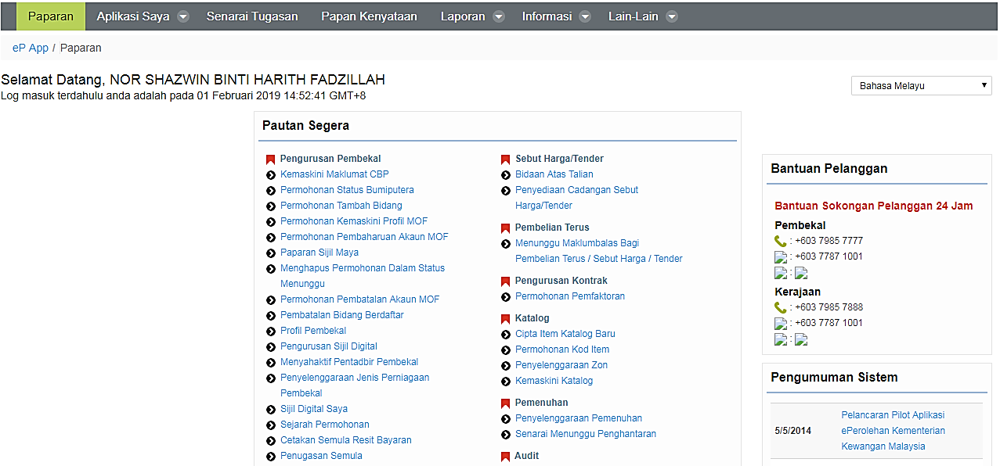 Paparan Aplikasi Saya Senarai Tugasan Papan Kenyataan Laporan Informasi Lain-Lain
eP App / Paparan
Selamat Datang, NOR SHAZWIN BINTI HARITH FADZILLAH
Log masuk terdahulu anda adalah pada 01 Februari 2019 14:52:41 GMT+8
Bahasa Melayu
Pautan Segera
Pengurusan Pembekal
Kemaskini Maklumat CBP
Permohonan Status Bumiputera
Permohonan Tambah Bidang
Permohonan Kemaskini Profil MOF
Permohonan Pembaharuan Akaun MOF
Paparan Sijil Maya
Menghapus Permohonan Dalam Status
Menunggu
Permohonan Pembatalan Akaun MOF
Pembatalan Bidang Berdaftar
Profil Pembekal
Pengurusan Sijil Digital
Menyahaktif Pentadbir Pembekal
Penyelenggaraan Jenis Perniagaan
Pembekal
Sijil Digital Saya
Sejarah Permohonan
Cetakan Semula Resit Bayaran
Penugasan Semula
Sebut Harga/Tender
Bidaan Atas Talian
Penyediaan Cadangan Sebut
Harga/Tender
Pembelian Terus
Menunggu Maklumbalas Bagi
Pembelian Terus / Sebut Harga / Tender
Pengurusan Kontrak
Permohonan Pemfaktoran
Katalog
Cipta Item Katalog Baru
Permohonan Kod Item
Penyelenggaraan Zon
Kemaskini Katalog
Pemenuhan
Penyelenggaraan Pemenuhan
Senarai Menunggu Penghantaran
Audit
Bantuan Pelanggan
Bantuan Sokongan Pelanggan 24 Jam
Pembekal
: +603 7985 7777
: +603 7787 1001
:
Kerajaan
: +603 7985 7888
: +603 7787 1001
:
Pengumuman Sistem
5/5/2014
Pelancaran Pilot Aplikasi
ePerolehan Kementerian
Kewangan Malaysia